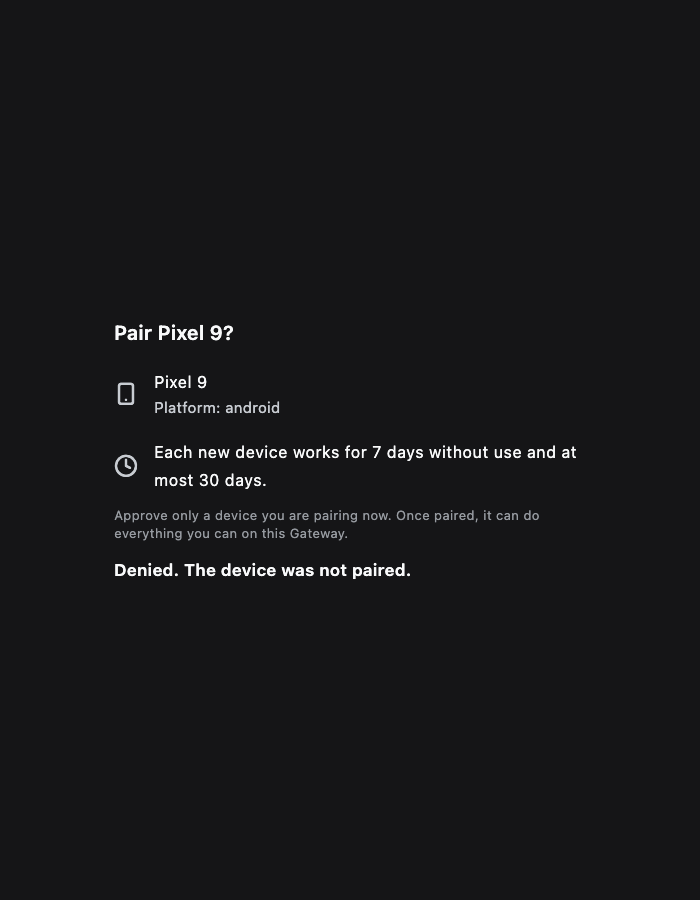 Pair Pixel 9?
Pixel 9
Platform: android
Each new device works for 7 days without use and at
most 30 days.
Approve only a device you are pairing now. Once paired, it can do
everything you can on this Gateway.
Denied. The device was not paired.